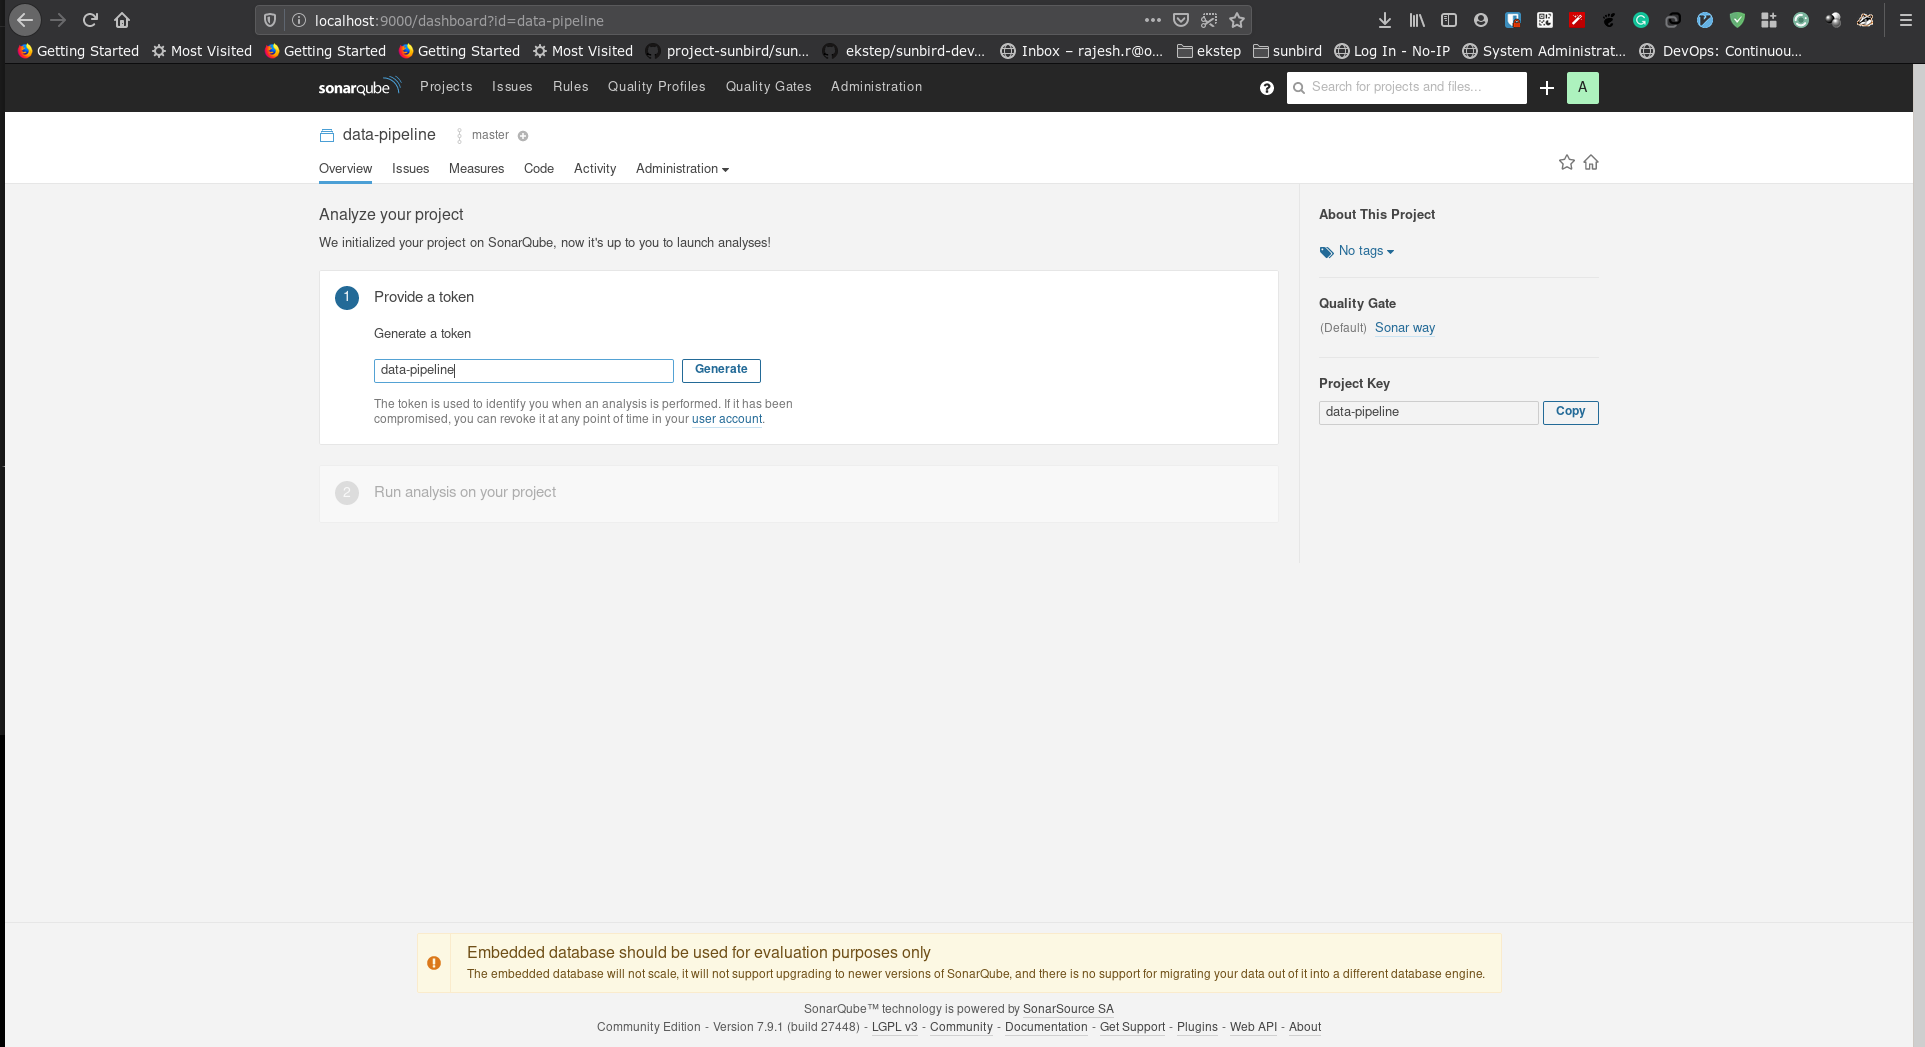 localhost:9000/dashboard?id=data-pipeline
Getting Started Most Visited Getting Started Getting Started Most Visited project-sunbird/sun... ekstep/sunbird-dev... Inbox – rajesh.r@o... ekstep sunbird Log In - No-IP System Administrat... DevOps: Continuou...
sonarqube Projects Issues Rules Quality Profiles Quality Gates Administration Search for projects and files... A
data-pipeline master
Overview Issues Measures Code Activity Administration
Analyze your project
We initialized your project on SonarQube, now it's up to you to launch analyses!
1 Provide a token
Generate a token
data-pipeline Generate
The token is used to identify you when an analysis is performed. If it has been
compromised, you can revoke it at any point of time in your user account.
2 Run analysis on your project
About This Project
No tags
Quality Gate
(Default) Sonar way
Project Key
data-pipeline Copy
Embedded database should be used for evaluation purposes only
The embedded database will not scale, it will not support upgrading to newer versions of SonarQube, and there is no support for migrating your data out of it into a different database engine.
SonarQube™ technology is powered by SonarSource SA
Community Edition - Version 7.9.1 (build 27448) - LGPL v3 - Community - Documentation - Get Support - Plugins - Web API - About